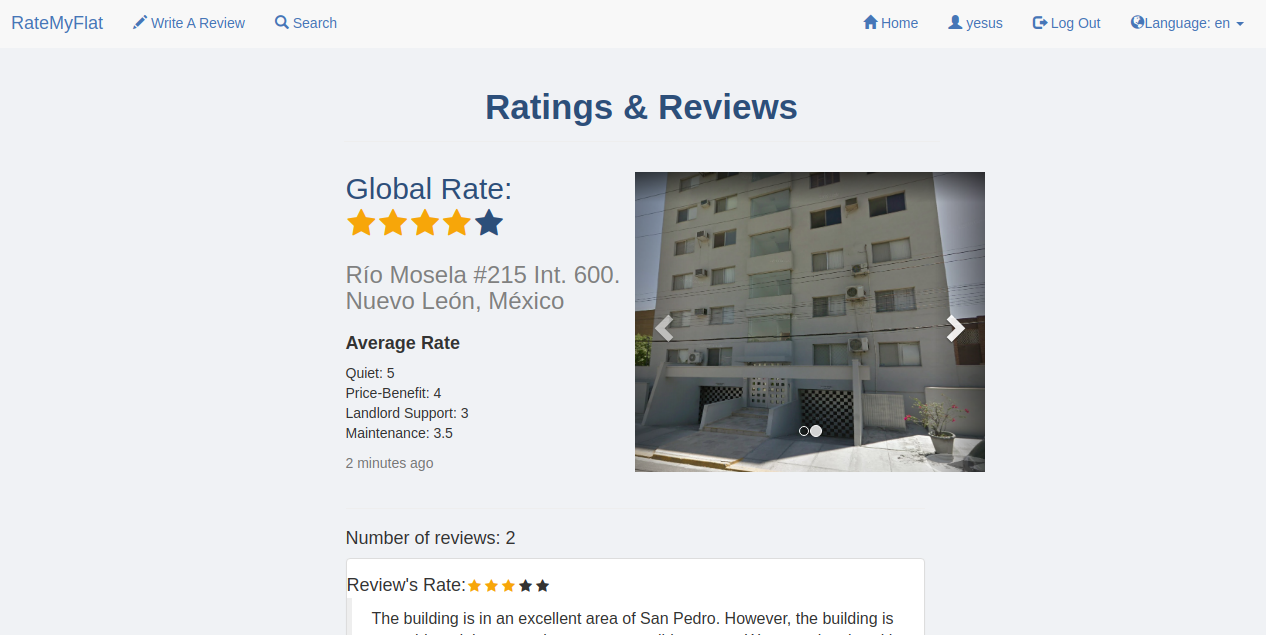 RateMyFlat Write A Review Search Home yesus Log Out Language: en
Ratings & Reviews
Global Rate:
Río Mosela #215 Int. 600.
Nuevo León, México
Average Rate
Quiet: 5
Price-Benefit: 4
Landlord Support: 3
Maintenance: 3.5
2 minutes ago
Number of reviews: 2
Review's Rate:
The building is in an excellent area of San Pedro. However, the building is